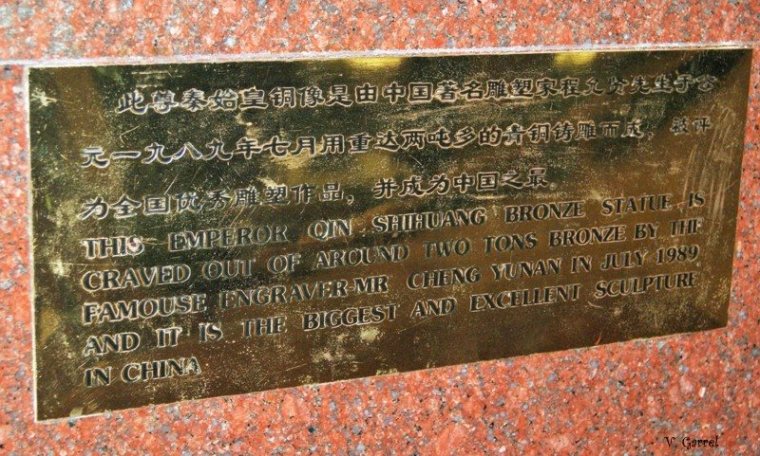 此尊秦始皇铜像是由中国著名雕塑家程允贤先生于公
元一九八九年七月用重达两吨多的青铜铸雕而成，被评
为全国优秀雕塑作品，并成为中国之最
THIS EMPEROR QIN SHIHUANG BRONZE STATUE IS
CRAVED OUT OF AROUND TWO TONS BRONZE BY THE
FAMOUSE ENGRAVER MR CHENG YUNAN IN JULY 1989
AND IT IS THE BIGGEST AND EXCELLENT SCULPTURE
IN CHINA
V. Garret